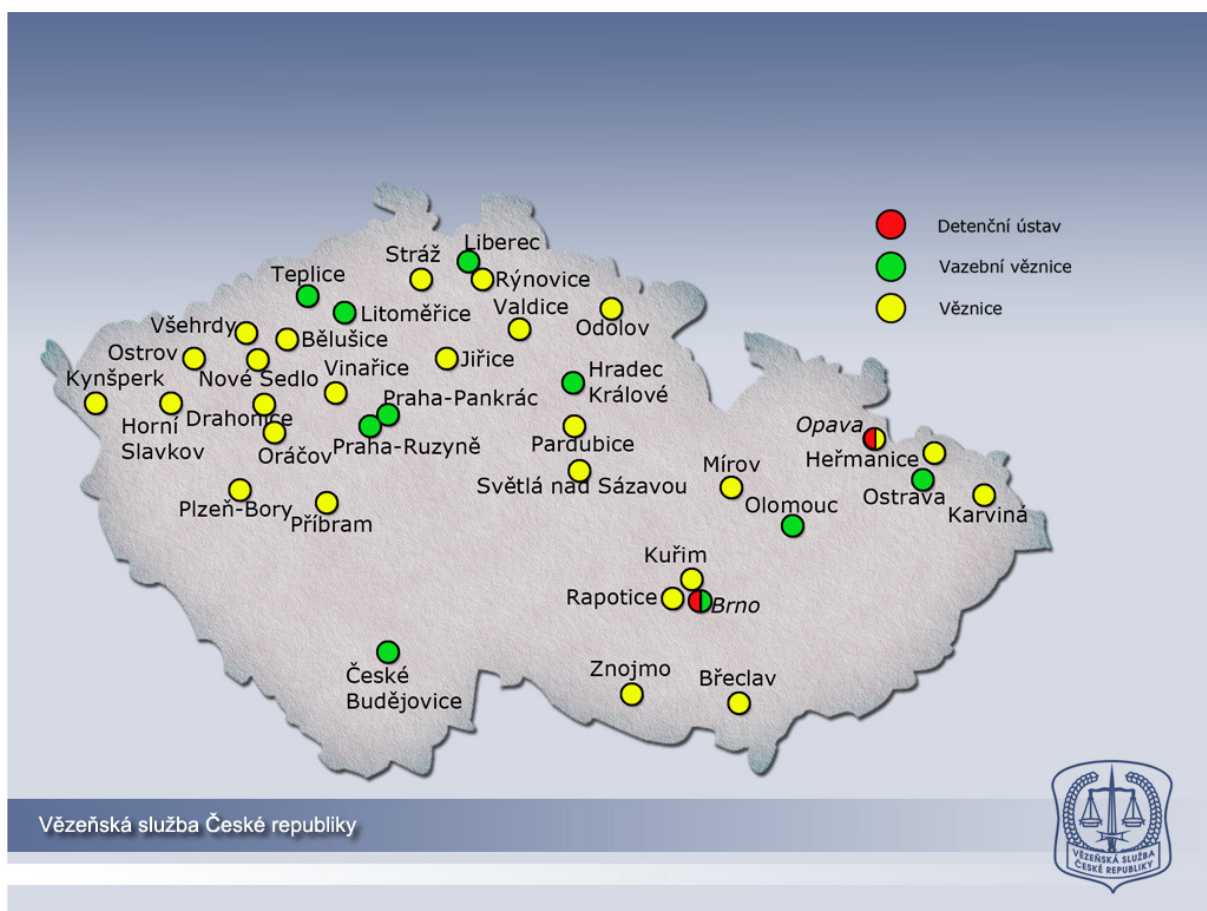 Liberec
Stráž
Detenční ústav
Teplice
Rýnovice
Vazební věznice
Valdice
Litoměřice
Věznice
Všehrdy
Odolov
Bělušice
Ostrov
Jiřice
Vinařice
Hradec
Králové
Kynšperk
Nové Sedlo
Praha-Pankrác
Drahonice
Horní
Slavkov
Opava
Praha-Ruzyně
Pardubice
Oráčov
Heřmanice
Mírov
Světlá nad Sázavou
Ostrava
Olomouc
Plzeň-Bory
Karviná
Příbram
Kuřim
Rapotice
Brno
České
Budějovice
Znojmo
Břeclav
Vězeňská služba České republiky
VĚZEŇSKÁ SLUŽBA
ČESKÉ REPUBLIKY